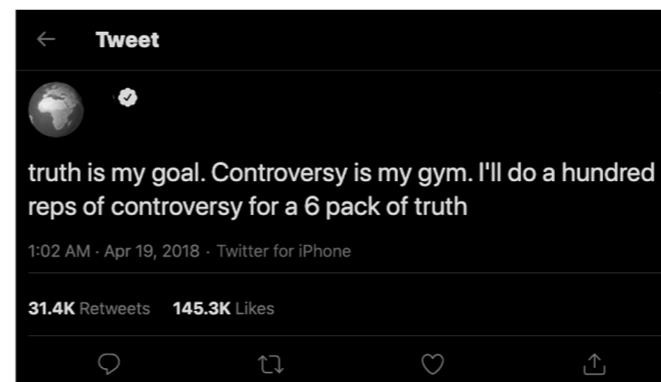 Tweet
truth is my goal. Controversy is my gym. I'll do a hundred
reps of controversy for a 6 pack of truth
1:02 AM · Apr 19, 2018 · Twitter for iPhone
31.4K Retweets 145.3K Likes